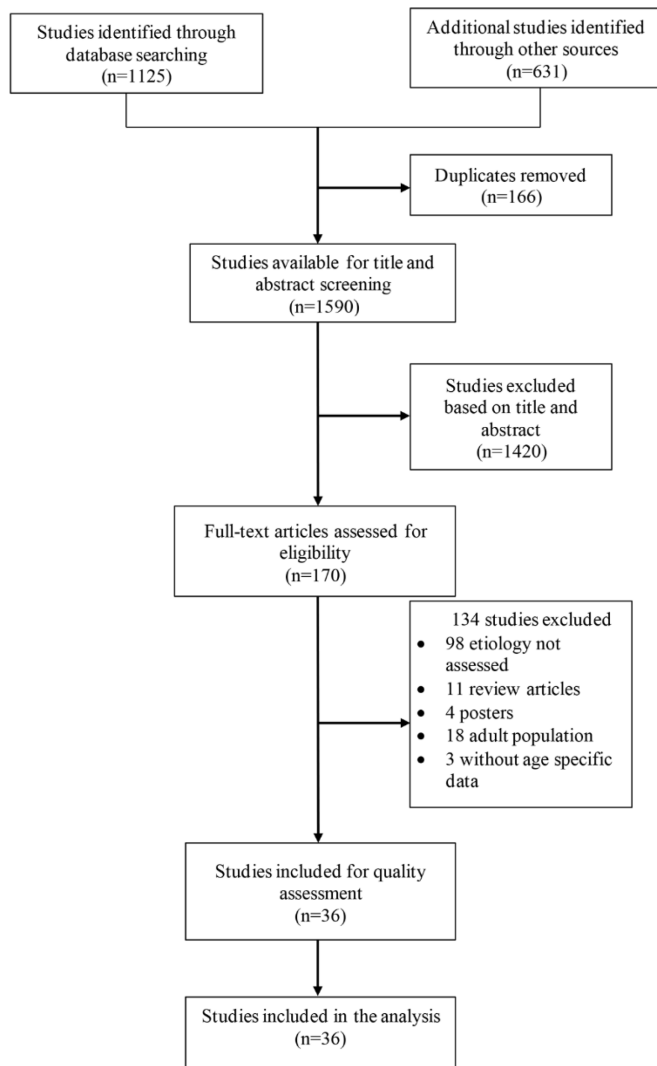 Studies identified through
database searching
(n=1125)
Additional studies identified
through other sources
(n=631)
Duplicates removed
(n=166)
Studies available for title and
abstract screening
(n=1590)
Studies excluded
based on title and
abstract
(n=1420)
Full-text articles assessed for
eligibility
(n=170)
134 studies excluded
• 98 etiology not
assessed
• 11 review articles
• 4 posters
• 18 adult population
• 3 without age specific
data
Studies included for quality
assessment
(n=36)
Studies included in the analysis
(n=36)